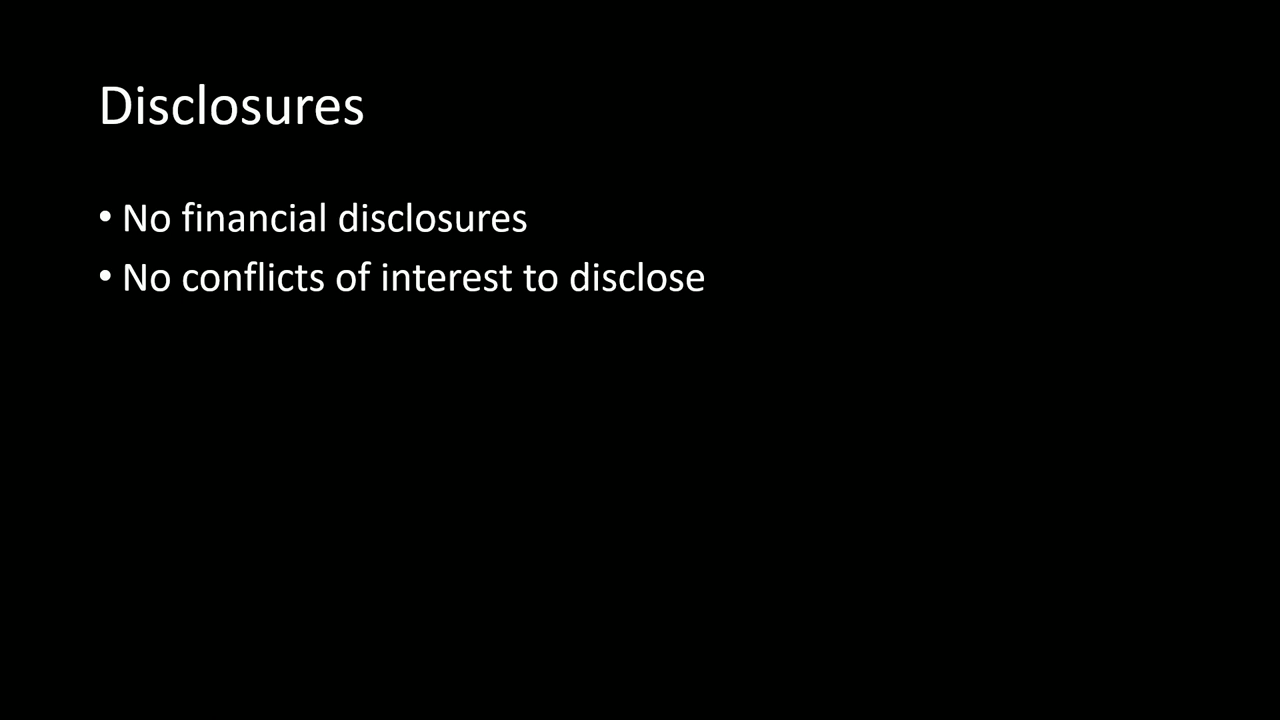 Disclosures
• No financial disclosures
• No conflicts of interest to disclose